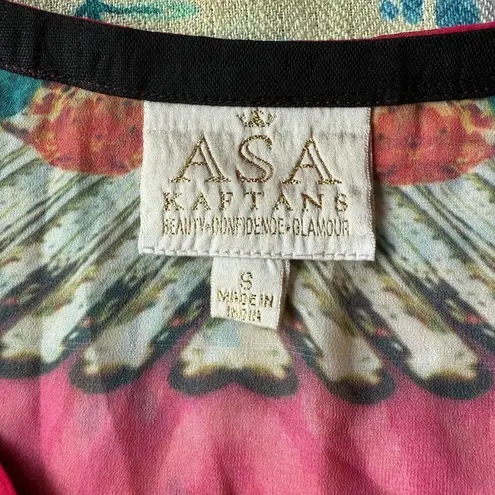 ASA
KAFTANS
BEAUTY•CONFIDENCE•GLAMOUR
S
MADE IN
INDIA